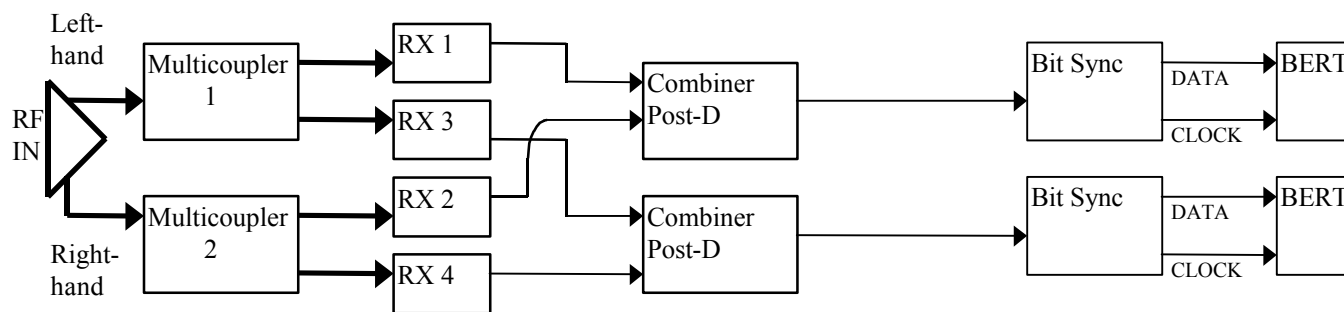 Left-
hand
RF
IN
Right-
hand
Multicoupler
1
Multicoupler
2
RX 1
RX 3
RX 2
RX 4
Combiner
Post-D
Combiner
Post-D
Bit Sync
DATA
CLOCK
BERT
Bit Sync
DATA
CLOCK
BERT